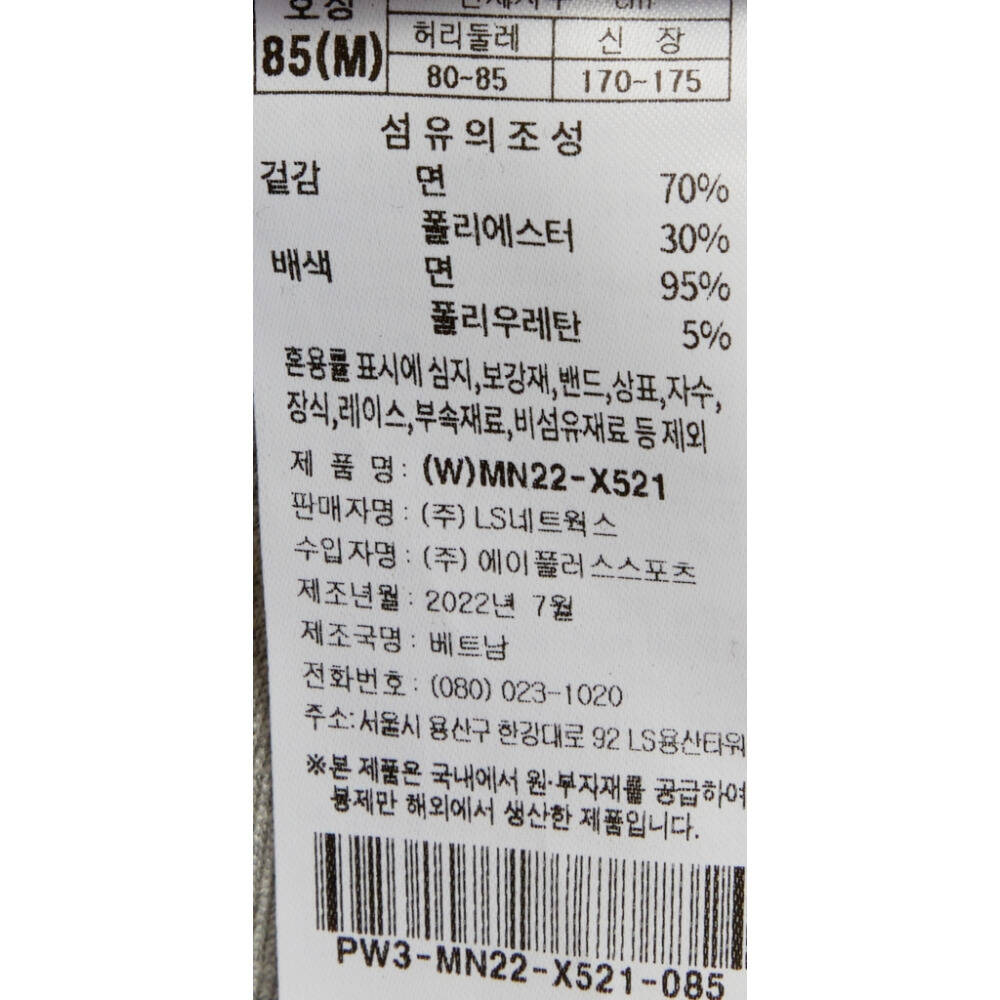 호칭
cm
85(M)
허리둘레 신 장
80~85 170~175
섬유의조성
겉감 면 70%
폴리에스터 30%
배색 면 95%
폴리우레탄 5%
혼용률 표시에 심지,보강재,밴드,상표,자수,
장식,레이스,부속재료,비섬유재료 등 제외
제 품 명 : (W)MN22-X521
판매자명 : (주) LS네트웍스
수입자명 : (주) 에이플러스스포츠
제조년월 : 2022년 7월
제조국명 : 베트남
전화번호 : (080) 023-1020
주소:서울시 용산구 한강대로 92 LS용산타워
※본 제품은 국내에서 원·부자재를 공급하여
봉제만 해외에서 생산한 제품입니다.
PW3-MN22-X521-085